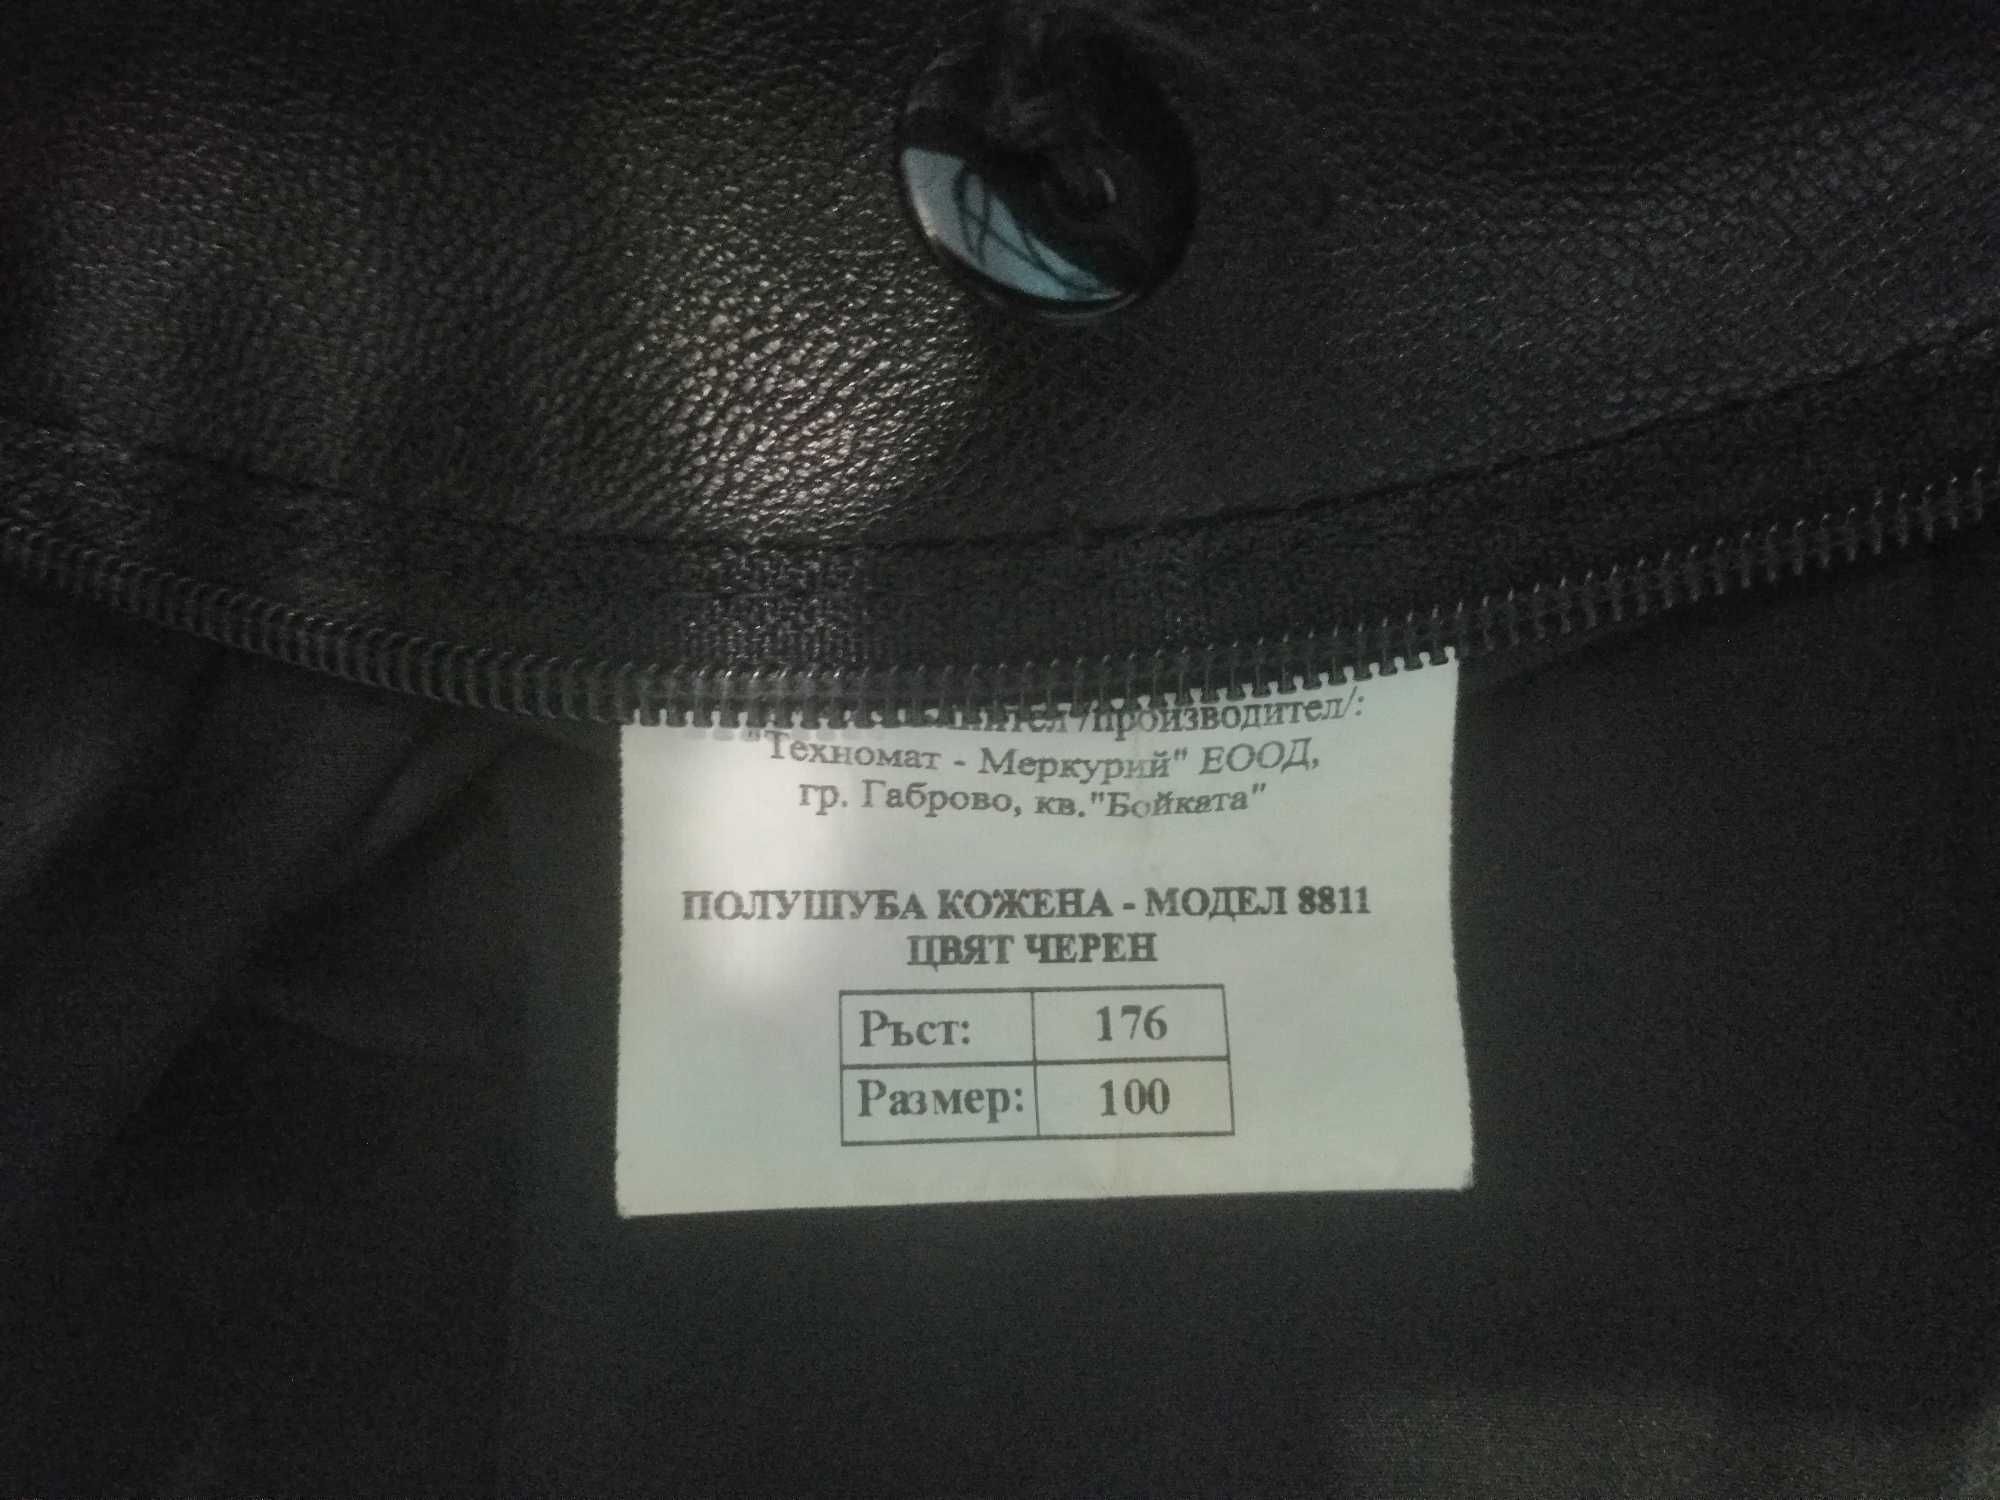 /производител/:
"Техномат - Меркурий" ЕООД,
гр. Габрово, кв."Бойката"
ПОЛУШУБА КОЖЕНА - МОДЕЛ 8811
ЦВЯТ ЧЕРЕН
Ръст: 176
Размер: 100